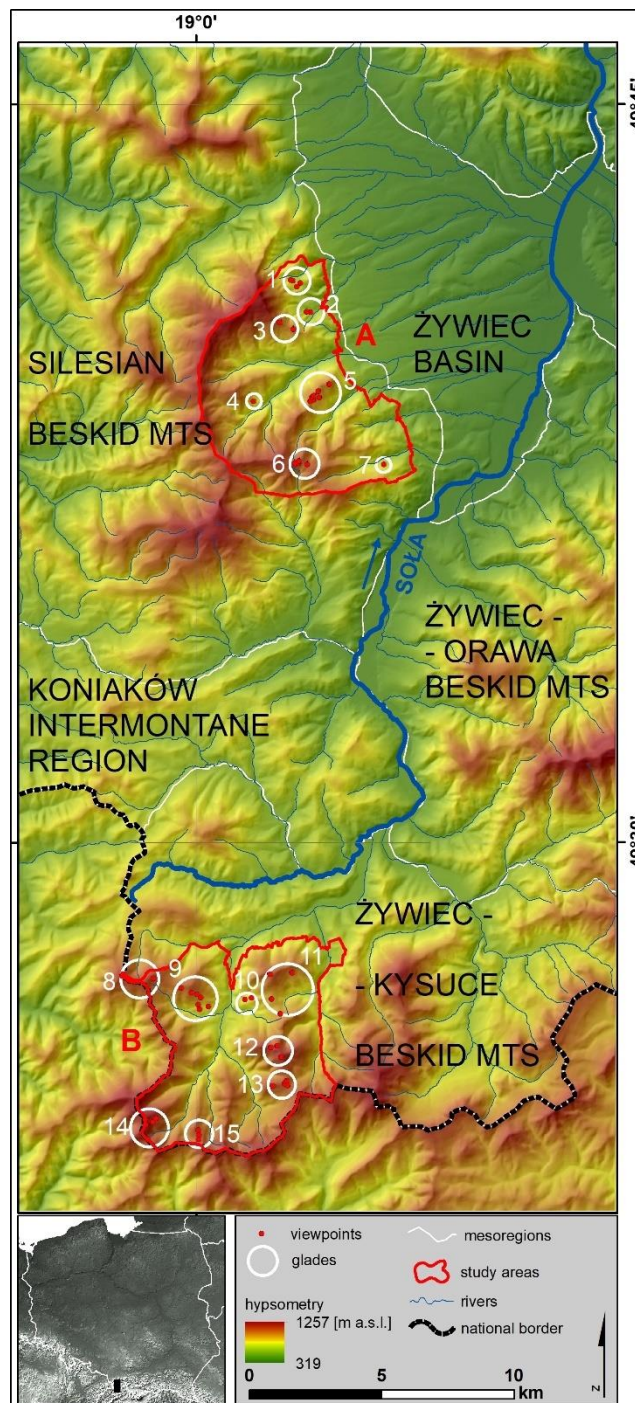 19°0'
49°45'
1
2
3
A
ŻYWIEC
BASIN
SILESIAN
BESKID MTS
4
5
6
7
SOŁA
ŻYWIEC -
- ORAWA
BESKID MTS
KONIAKÓW
INTERMONTANE
REGION
ŻYWIEC -
- KYSUCE
BESKID MTS
8
9
10
11
B
12
13
14
15
viewpoints
glades
hypsometry
1257 [m a.s.l.]
319
mesoregions
study areas
rivers
national border
0 5 10
km
N